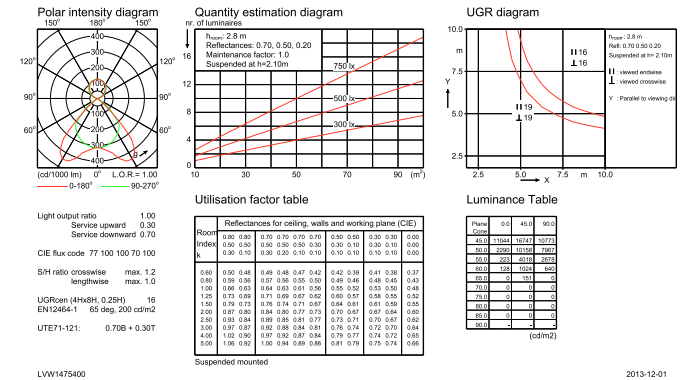 Polar intensity diagram
150° 180° 150°
400
300
200
120° 120°
90° 90°
60° 60°
100
200
300
400
(cd/1000 lm) 0° L.O.R.= 1.00
0-180° 90-270°
Quantity estimation diagram
nr. of luminaires
hroom: 2.8 m
Reflectances: 0.70, 0.50, 0.20
Maintenance factor: 1.0
Suspended at h=2.10m
16
12
8
4
0
750 lx
500 lx
300 lx
10 30 50 70 90 (m²)
UGR diagram
10.0
m
7.5
Y
5.0
2.5
16
16
19
19
2.5 5.0 7.5 m 10.0
X
hroom: 2.8 m
Refl: 0.70 0.50 0.20
Suspended at h= 2.10m
: viewed endwise
: viewed crosswise
Y : Parallel to viewing dir
Light output ratio 1.00
Service upward 0.30
Service downward 0.70
CIE flux code 77 100 100 70 100
S/H ratio crosswise max. 1.2
lengthwise max. 1.0
UGRcen (4Hx8H, 0.25H) 16
EN12464-1 65 deg, 200 cd/m2
UTE71-121: 0.70B + 0.30T
Utilisation factor table
Room Index k
Reflectances for ceiling, walls and working plane (CIE)
0.80 0.80 0.70 0.70 0.70 0.70 0.50 0.50 0.30 0.30 0.00
0.50 0.50 0.50 0.50 0.50 0.30 0.30 0.10 0.30 0.10 0.00
0.30 0.10 0.30 0.20 0.10 0.10 0.10 0.10 0.10 0.10 0.00
0.60 0.50 0.48 0.49 0.48 0.47 0.42 0.42 0.39 0.41 0.38 0.37
0.80 0.59 0.56 0.57 0.56 0.55 0.50 0.49 0.46 0.48 0.45 0.43
1.00 0.66 0.63 0.64 0.63 0.61 0.56 0.55 0.52 0.53 0.50 0.48
1.25 0.73 0.69 0.71 0.69 0.67 0.62 0.60 0.57 0.58 0.55 0.52
1.50 0.79 0.73 0.76 0.74 0.71 0.67 0.64 0.61 0.61 0.59 0.55
2.00 0.87 0.80 0.84 0.80 0.77 0.73 0.70 0.67 0.66 0.64 0.60
2.50 0.93 0.84 0.89 0.85 0.81 0.77 0.73 0.71 0.70 0.67 0.62
3.00 0.97 0.87 0.92 0.88 0.84 0.81 0.76 0.74 0.72 0.70 0.64
4.00 1.02 0.90 0.97 0.92 0.87 0.84 0.79 0.77 0.74 0.72 0.66
5.00 1.06 0.92 1.00 0.94 0.89 0.86 0.81 0.79 0.75 0.74 0.66
Suspended mounted
Luminance Table
Plane Cone 0.0 45.0 90.0
45.0 11044 16747 10773
50.0 2290 10158 7967
55.0 223 4018 2678
60.0 128 1024 640
65.0 0 151 0
70.0 0 0 0
75.0 0 0 0
80.0 0 0 0
85.0 0 0 0
90.0 - - -
(cd/m2)
LVW1475400
2013-12-01